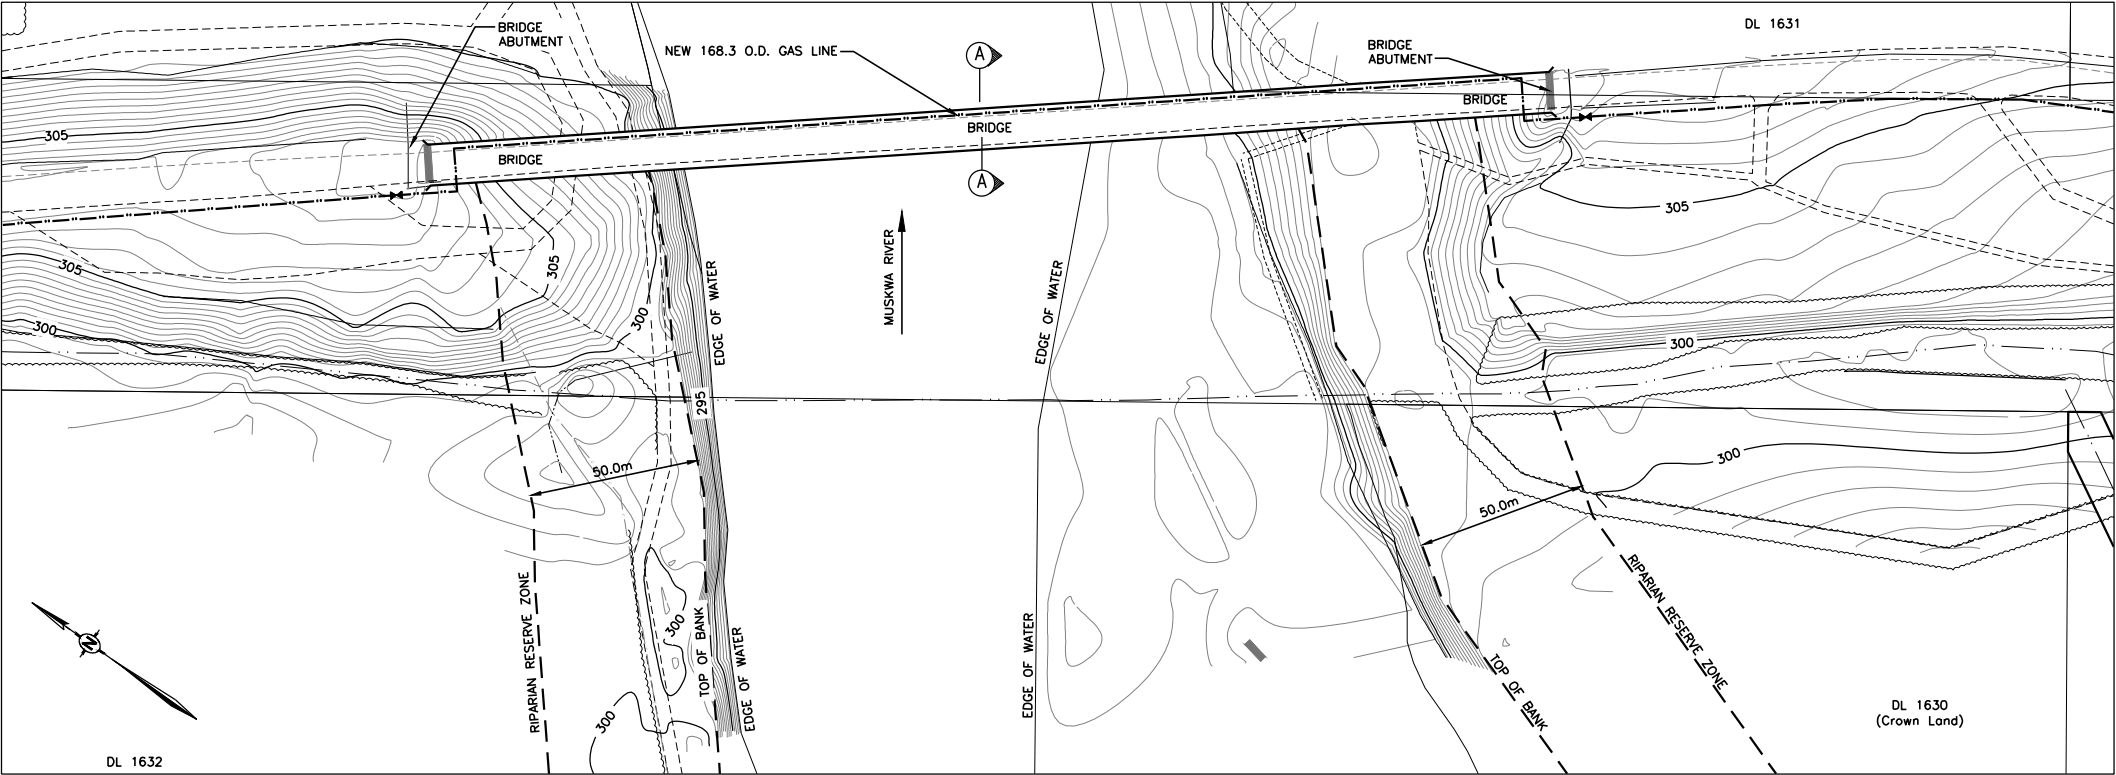 BRIDGE
ABUTMENT
NEW 168.3 O.D. GAS LINE
A
BRIDGE
ABUTMENT
DL 1631
305
BRIDGE
BRIDGE
BRIDGE
A
305
305
305
300
300
MUSKWA RIVER
EDGE OF WATER
EDGE OF WATER
300
295
50.0m
300
50.0m
RIPARIAN RESERVE ZONE
300
TOP OF BANK
EDGE OF WATER
EDGE OF WATER
RIPARIAN RESERVE ZONE
TOP OF BANK
N
300
DL 1630
(Crown Land)
DL 1632